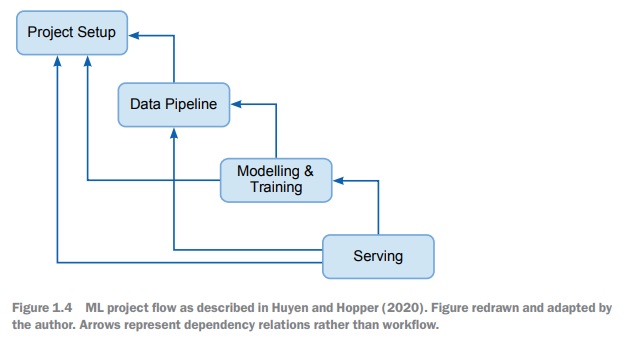 Project Setup
Data Pipeline
Modelling &
Training
Serving
Figure 1.4 ML project flow as described in Huyen and Hopper (2020). Figure redrawn and adapted by
the author. Arrows represent dependency relations rather than workflow.